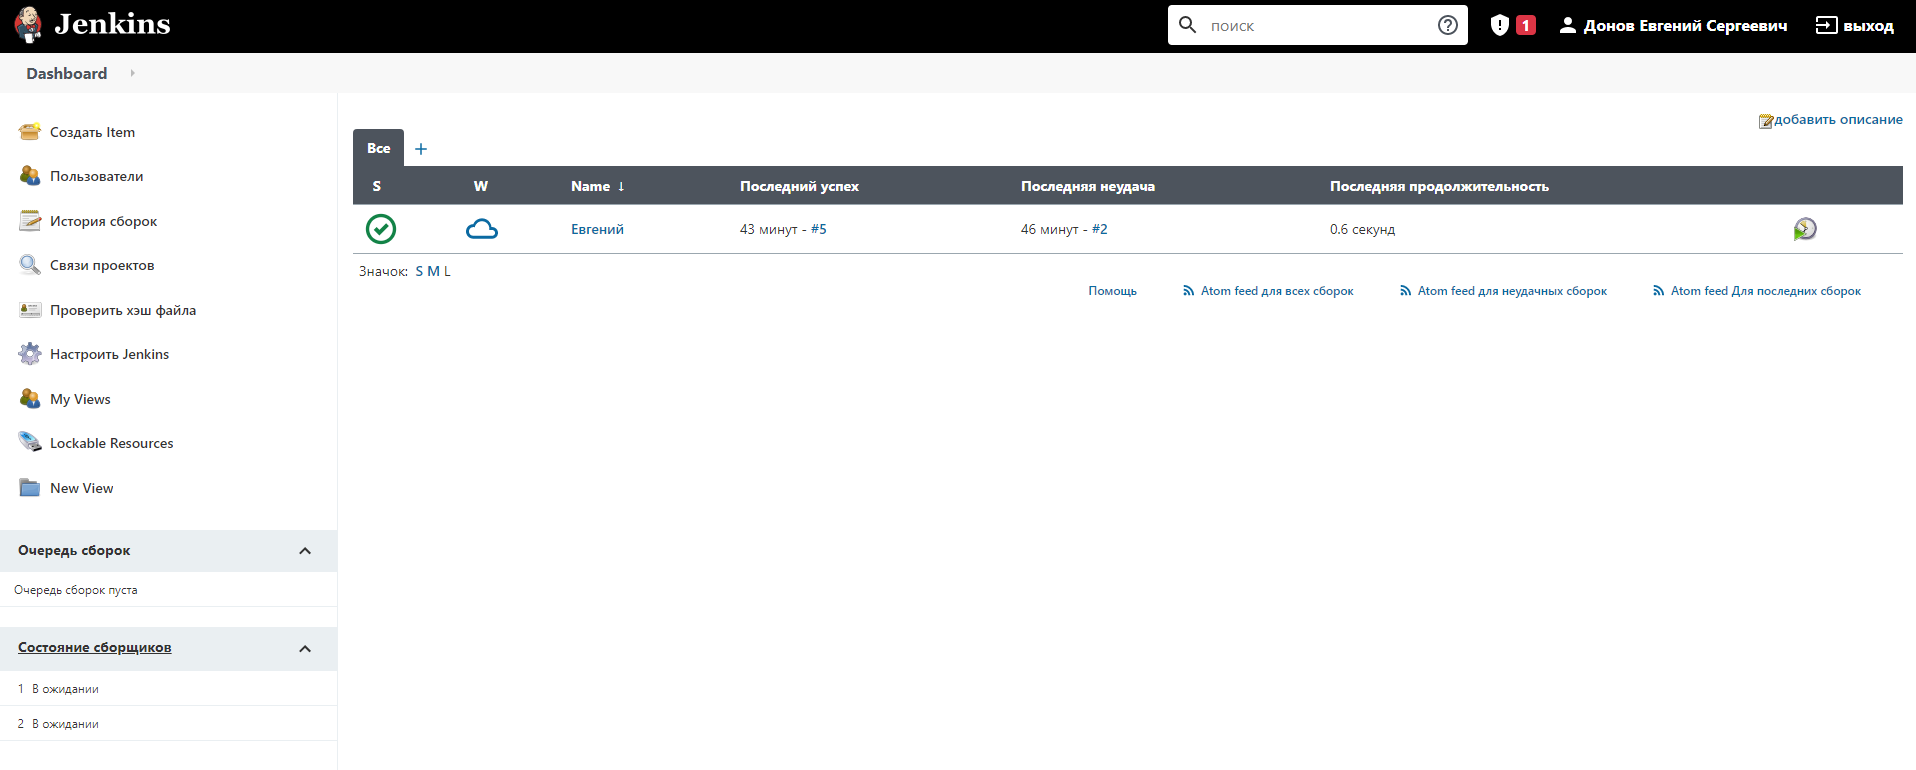 Jenkins
поиск
1
Донов Евгений Сергеевич
выход
Dashboard
Создать Item
Пользователи
История сборок
Связи проектов
Проверить хэш файла
Настроить Jenkins
My Views
Lockable Resources
New View
Очередь сборок
Очередь сборок пуста
Состояние сборщиков
1 В ожидании
2 В ожидании
добавить описание
Все +
S W Name ↓ Последний успех Последняя неудача Последняя продолжительность
Евгений 43 минут - #5 46 минут - #2 0.6 секунд
Значок: S M L
Помощь Atom feed для всех сборок Atom feed для неудачных сборок Atom feed Для последних сборок